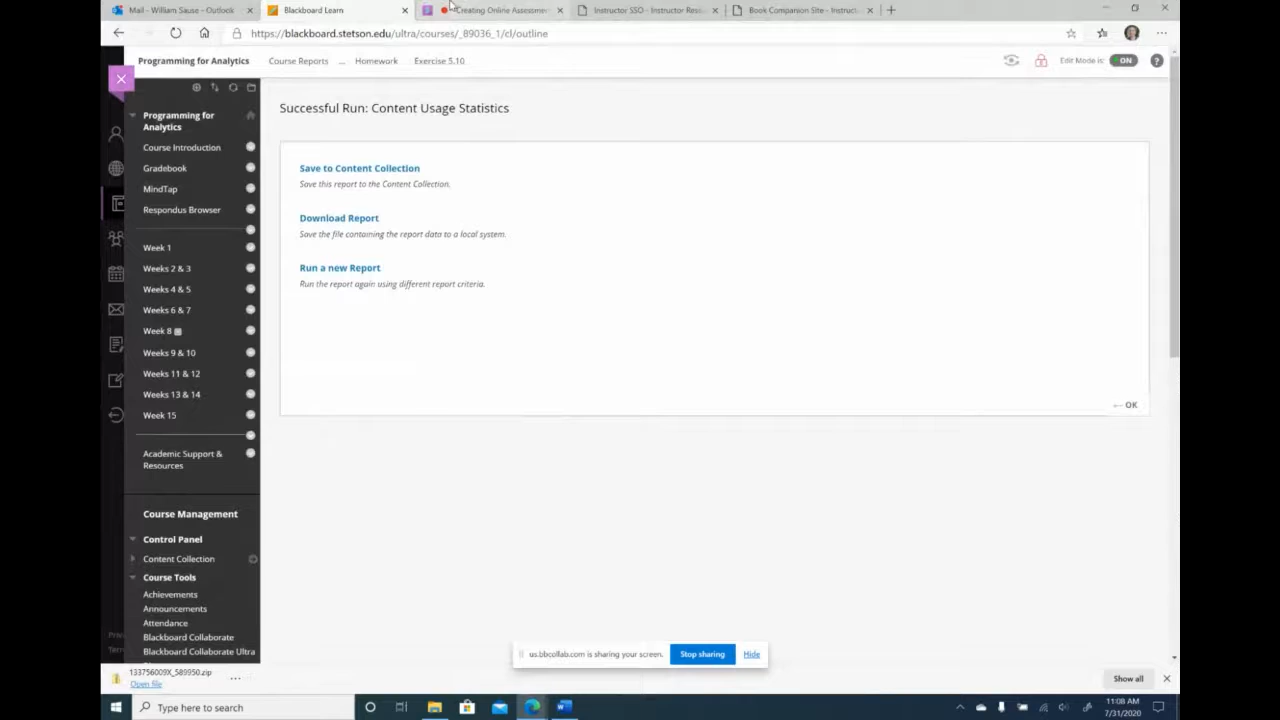 Mail - William Sause - Outlook
Blackboard Learn
Creating Online Assessme
Instructor SSO - Instructor Resi
Book Companion Site - Instruct
https://blackboard.stetson.edu/ultra/courses/_89036_1/cl/outline
Programming for Analytics
Course Reports
...
Homework
Exercise 5.10
Edit Mode is:
ON
?
Programming for
Analytics
Course Introduction
Gradebook
MindTap
Respondus Browser
Week 1
Weeks 2 & 3
Weeks 4 & 5
Weeks 6 & 7
Week 8
Weeks 9 & 10
Weeks 11 & 12
Weeks 13 & 14
Week 15
Academic Support &
Resources
Course Management
Control Panel
Content Collection
Course Tools
Achievements
Announcements
Attendance
Blackboard Collaborate
Blackboard Collaborate Ultra
Successful Run: Content Usage Statistics
Save to Content Collection
Save this report to the Content Collection.
Download Report
Save the file containing the report data to a local system.
Run a new Report
Run the report again using different report criteria.
← OK
us.bbcollab.com is sharing your screen.
Stop sharing
Hide
133756009X_589950.zip
Open file
...
Show all
Type here to search
11:08 AM
7/31/2020